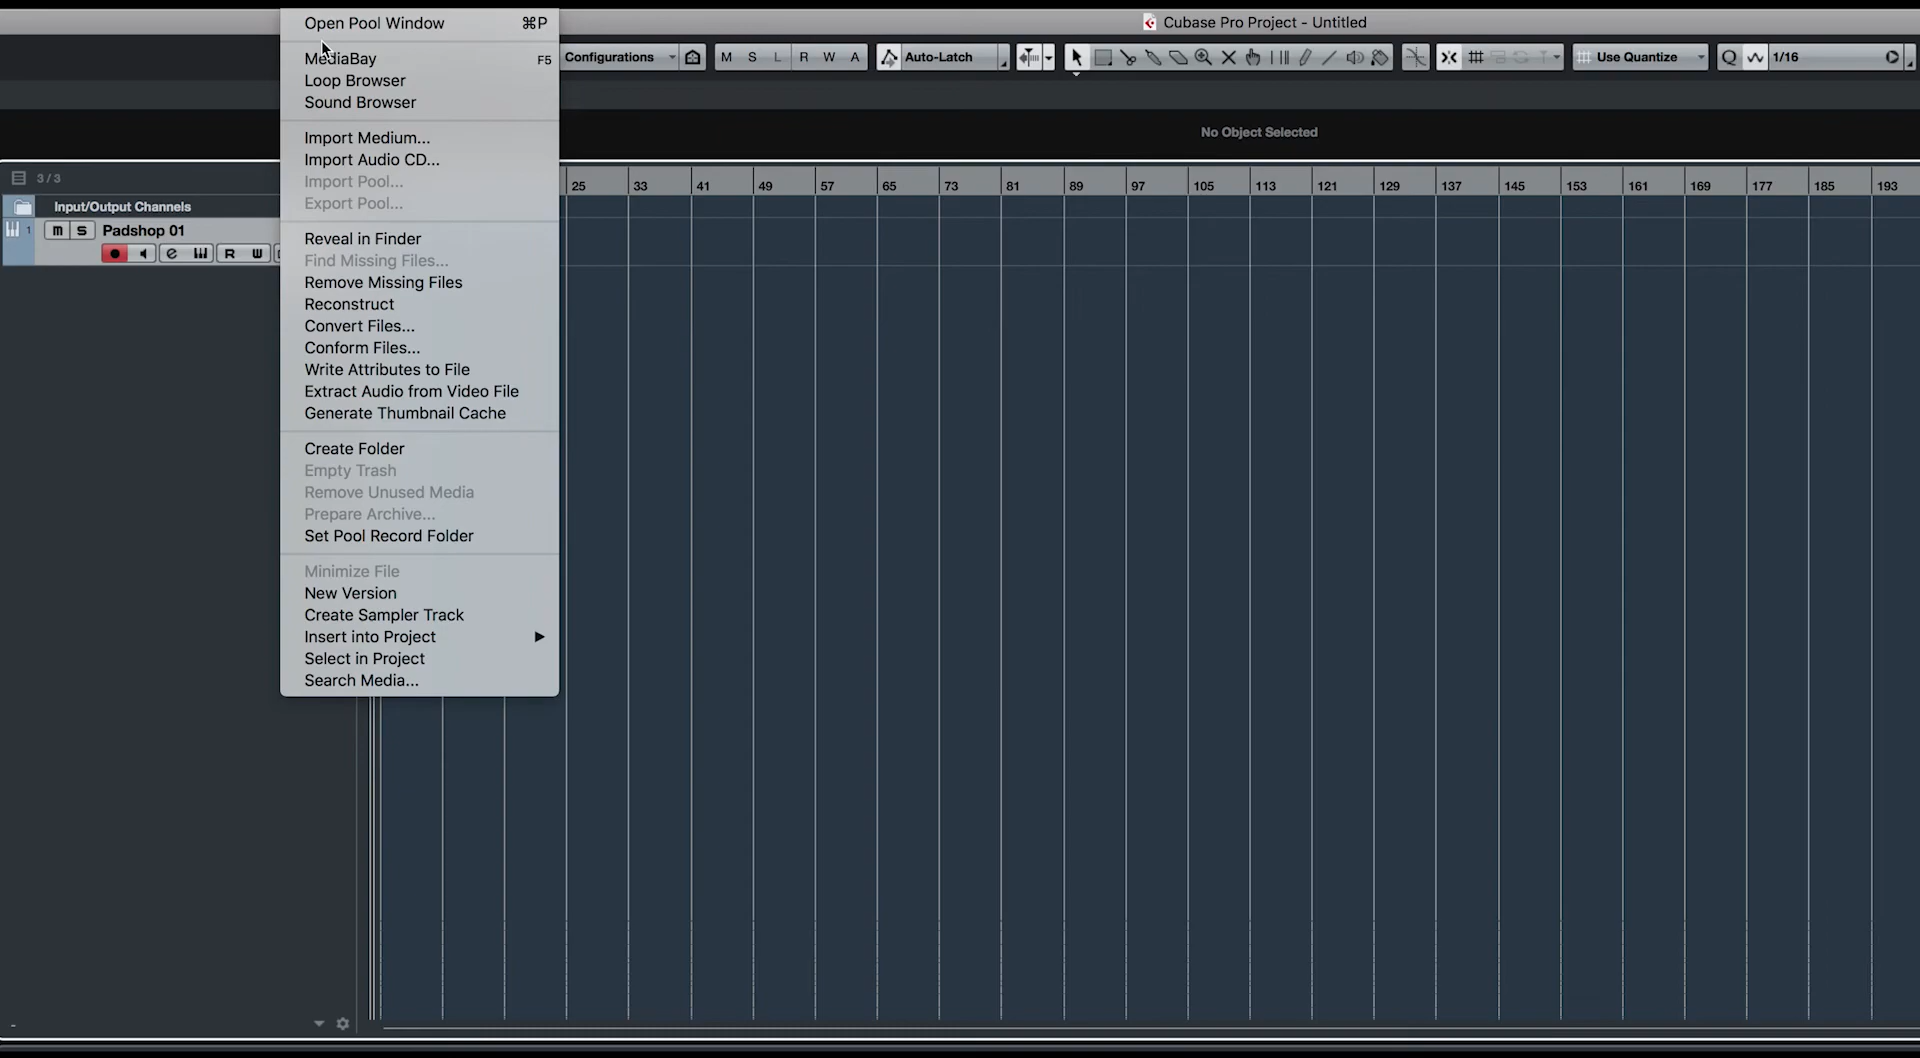 Open Pool Window ⌘P
MediaBay F5
Loop Browser
Sound Browser
Import Medium...
Import Audio CD...
Import Pool...
Export Pool...
Reveal in Finder
Find Missing Files...
Remove Missing Files
Reconstruct
Convert Files...
Conform Files...
Write Attributes to File
Extract Audio from Video File
Generate Thumbnail Cache
Create Folder
Empty Trash
Remove Unused Media
Prepare Archive...
Set Pool Record Folder
Minimize File
New Version
Create Sampler Track
Insert into Project
Select in Project
Search Media...
Cubase Pro Project - Untitled
Configurations M S L R W A Auto-Latch Use Quantize Q 1/16
No Object Selected
3/3
25 33 41 49 57 65 73 81 89 97 105 113 121 129 137 145 153 161 169 177 185 193
Input/Output Channels
1 m S Padshop 01
e R W